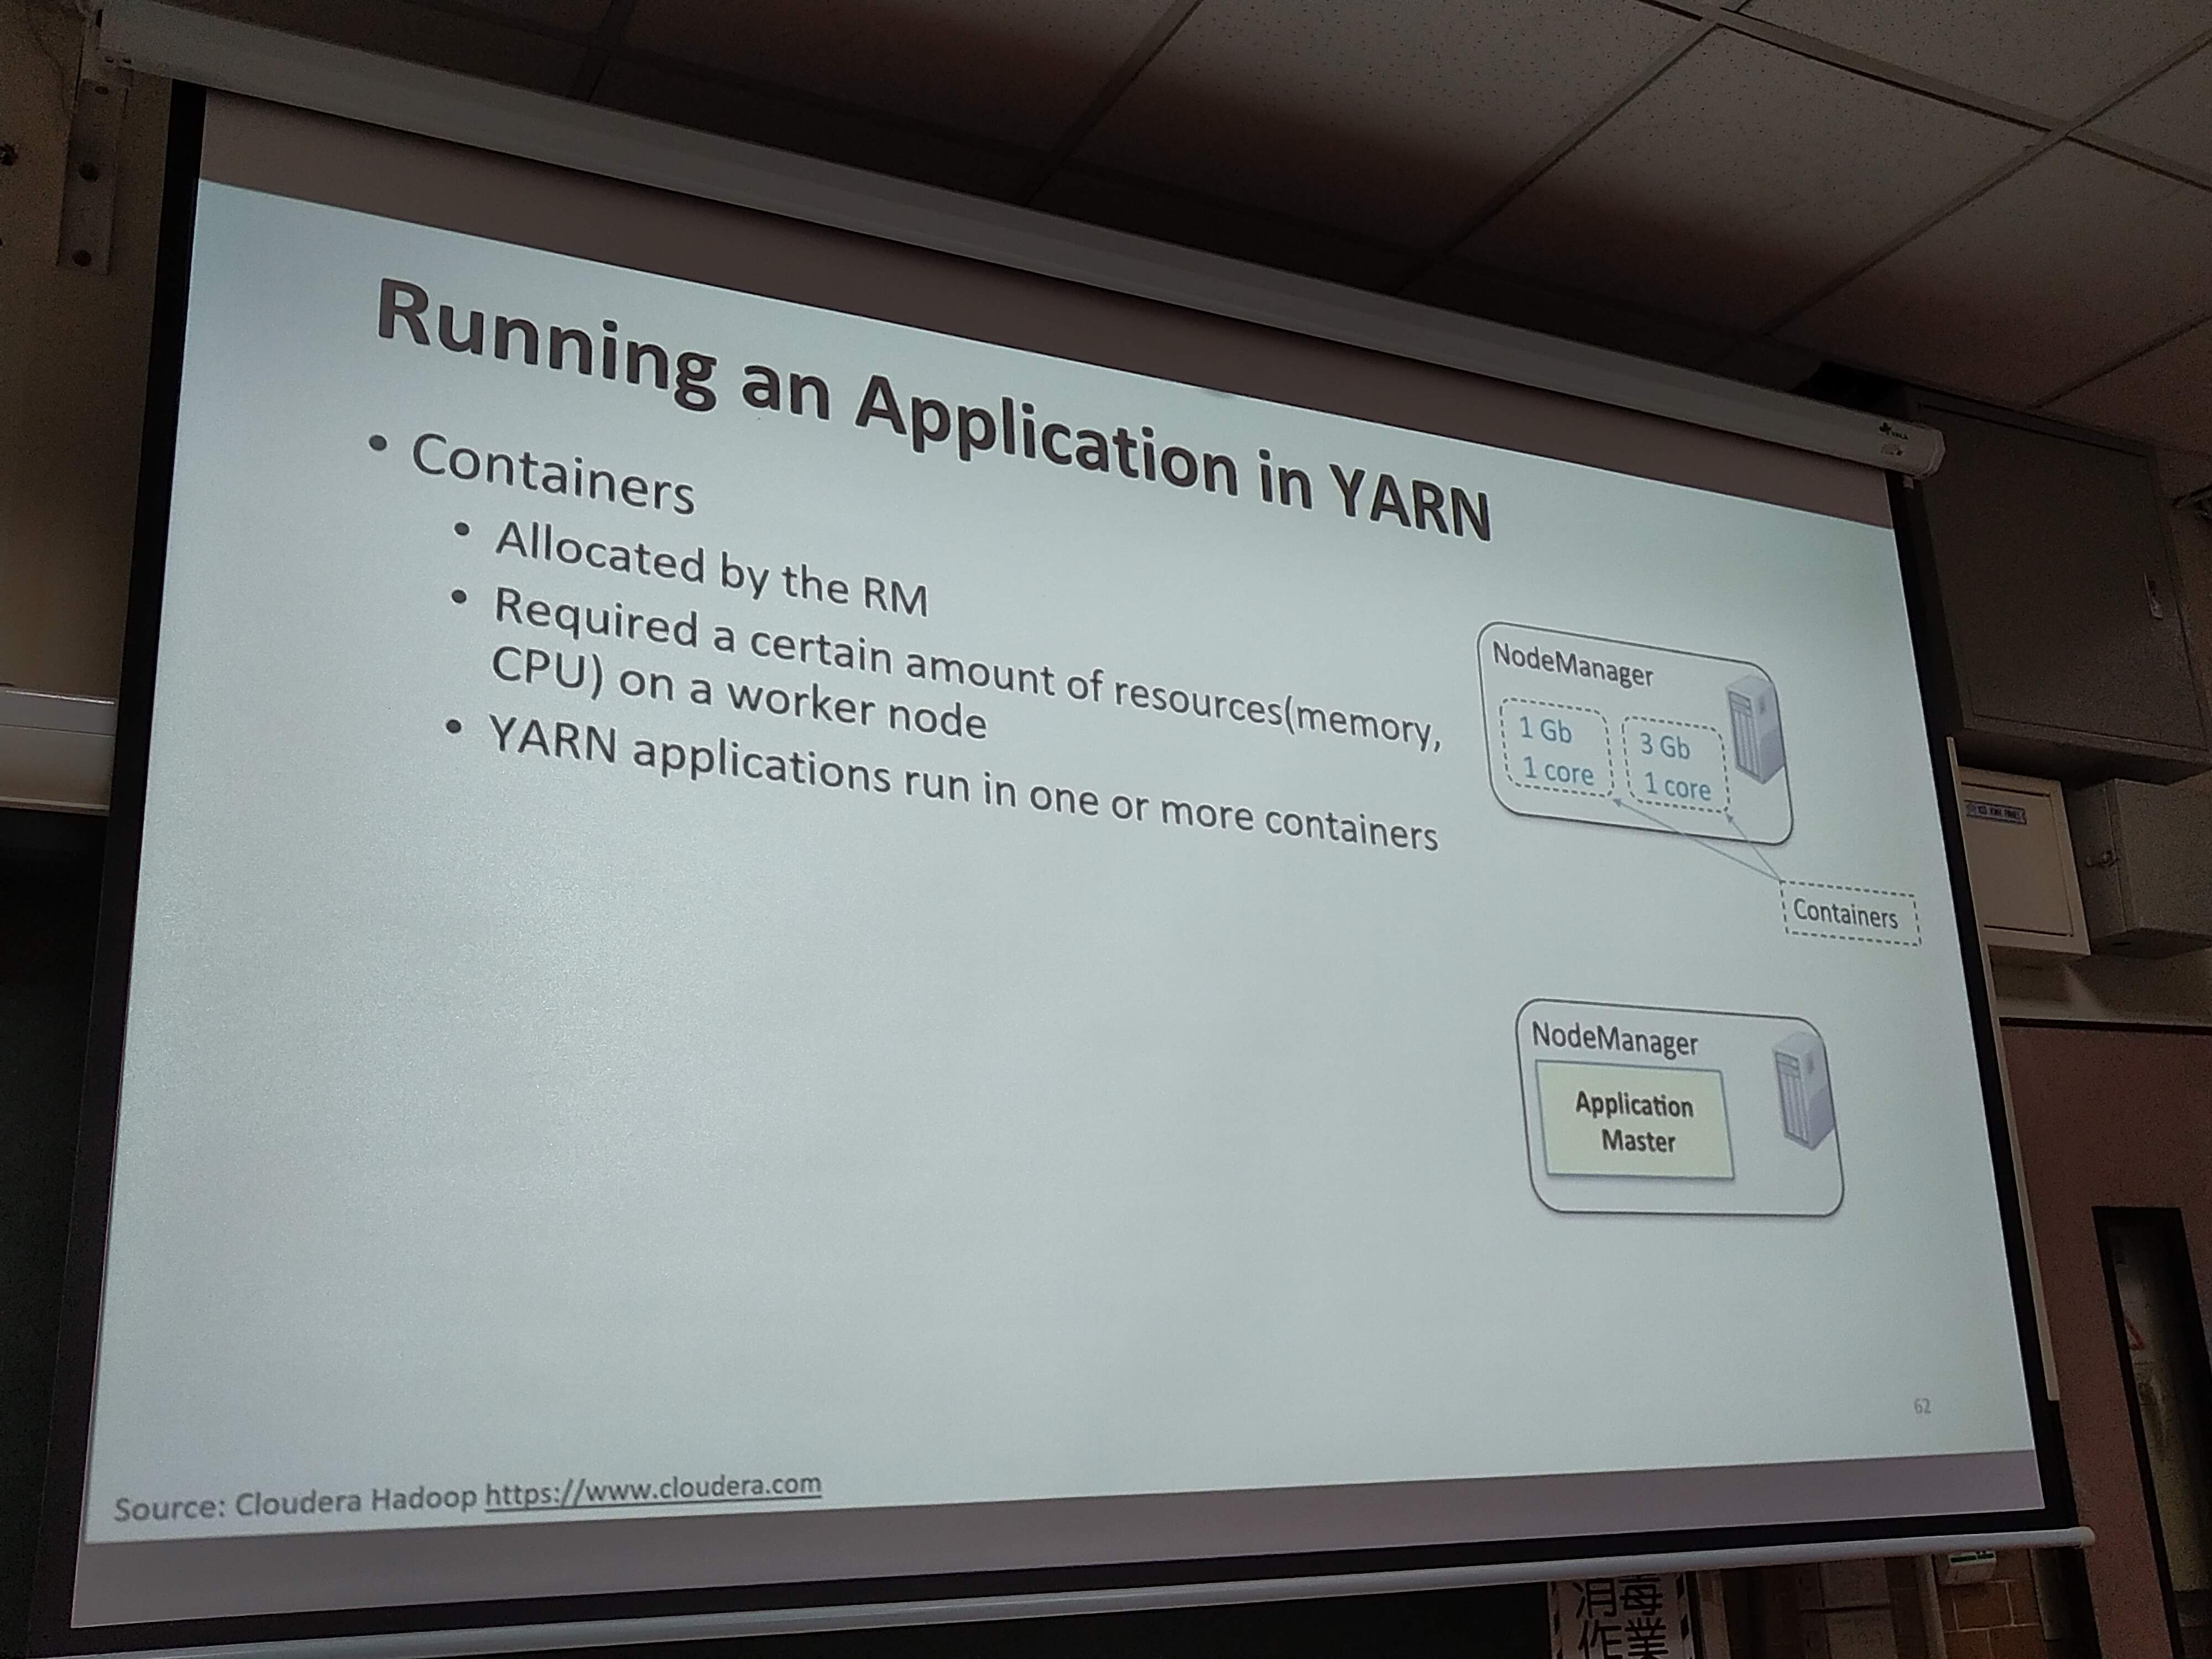 Running an Application in YARN
• Containers
• Allocated by the RM
• Required a certain amount of resources(memory,
CPU) on a worker node
• YARN applications run in one or more containers
NodeManager
1 Gb
1 core
3 Gb
1 core
Containers
NodeManager
Application
Master
62
Source: Cloudera Hadoop https://www.cloudera.com
消毒
作業